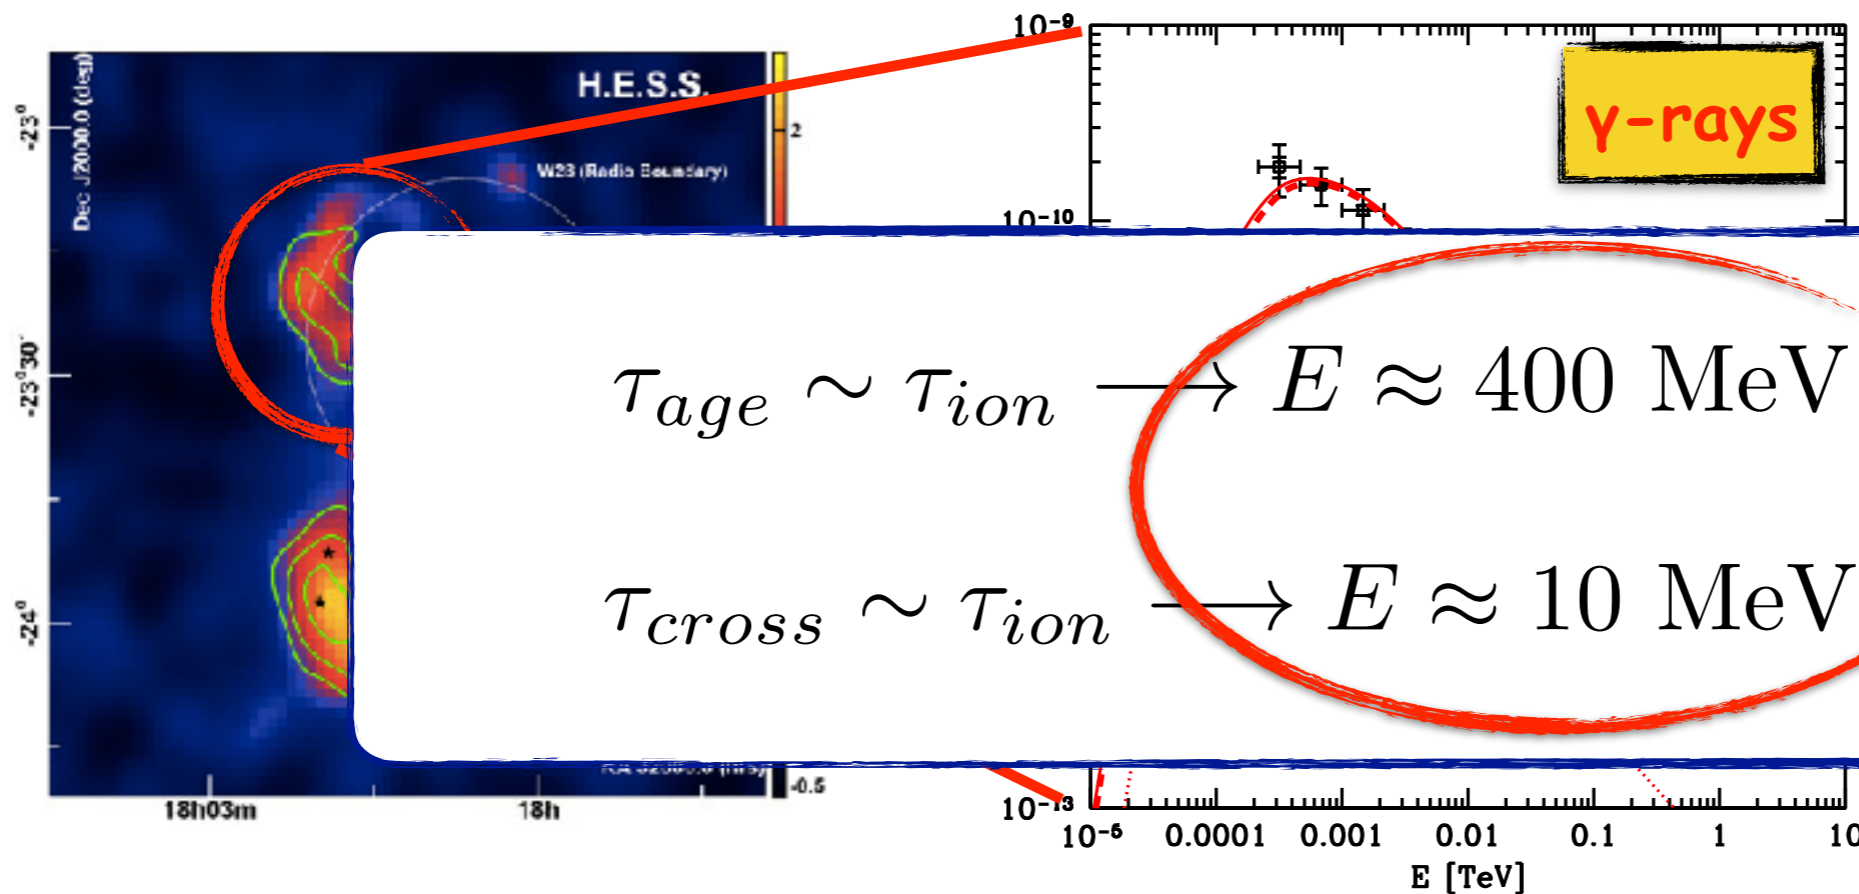 H.E.S.S.
W28 (Radio Boundary)
Dec J2000.0 (deg)
-23°
-23°30'
-24°
18h03m
18h
2
-0.5
γ-rays
10⁻⁹
10⁻¹⁰
τ_age ∼ τ_ion → E ≈ 400 MeV
τ_cross ∼ τ_ion → E ≈ 10 MeV
10⁻¹³
10⁻⁵ 0.0001 0.001 0.01 0.1 1 10
E [TeV]